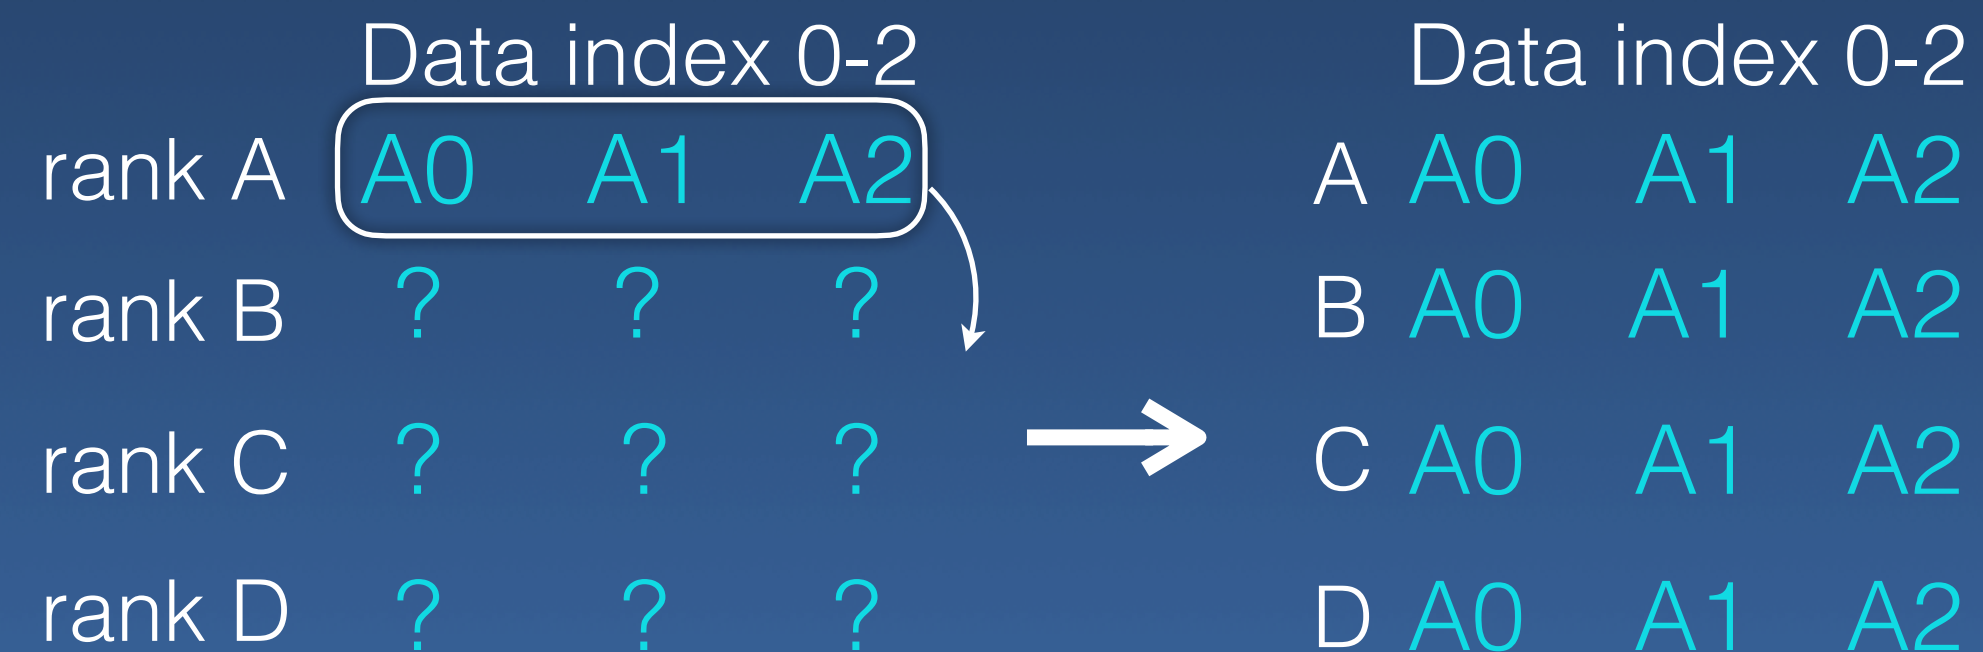 Data index 0-2
rank A A0 A1 A2
rank B ? ? ?
rank C ? ? ?
rank D ? ? ?
Data index 0-2
A A0 A1 A2
B A0 A1 A2
C A0 A1 A2
D A0 A1 A2